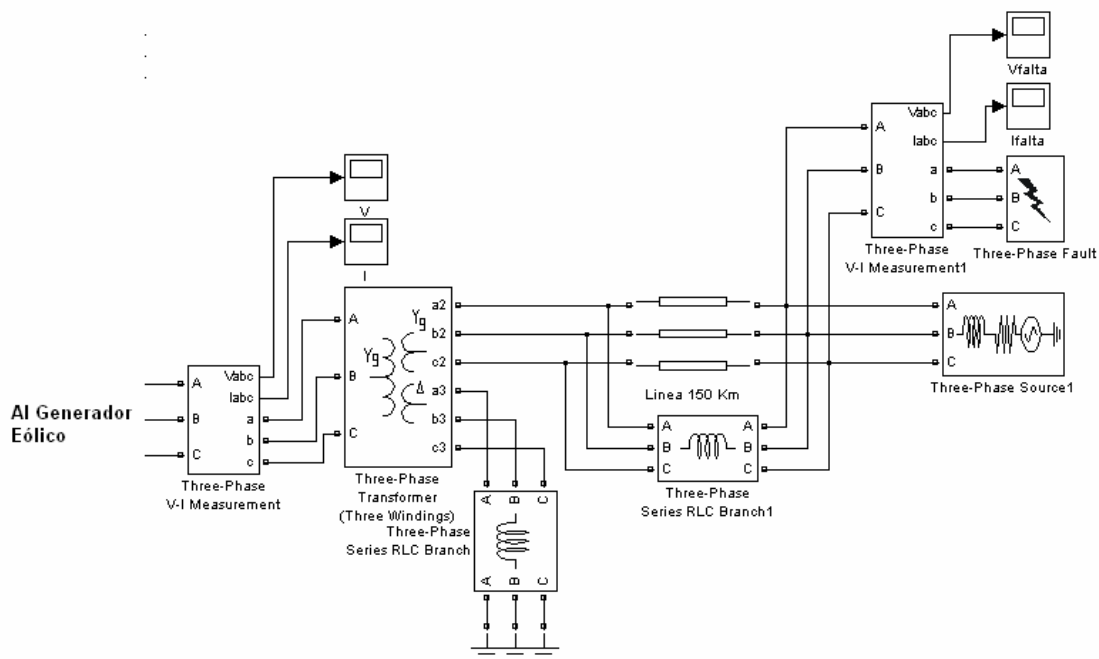 Vfalta
Vabc
A
Iabc
Ifalta
B
a
A
b
B
C
c
C
Three-Phase
V-I Measurement1
Three-Phase Fault
V
I
A
Yg
Yg
B
Δ
C
a2
b2
c2
a3
b3
c3
A
B
C
Three-Phase Source1
Linea 150 Km
Al Generador
Eólico
A
B
C
Vabc
Iabc
a
b
c
Three-Phase
V-I Measurement
Three-Phase
Transformer
(Three Windings)
Three-Phase
Series RLC Branch
A B C
A B C
A A
B B
C C
Three-Phase
Series RLC Branch1